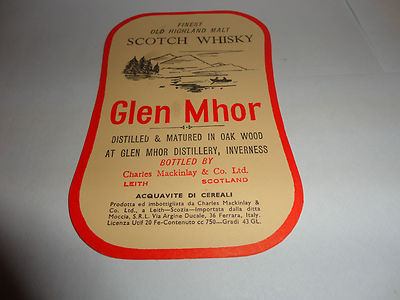 FINEST
OLD HIGHLAND MALT
SCOTCH WHISKY
Glen Mhor
DISTILLED & MATURED IN OAK WOOD
AT GLEN MHOR DISTILLERY, INVERNESS
BOTTLED BY
Charles Mackinlay & Co. Ltd.
LEITH SCOTLAND
ACQUAVITE DI CEREALI
Prodotta ed imbottigliata da Charles Mackinlay &
Co. Ltd., a Leith—Scozia—Importata dalla ditta
Moccia, S.R.L. Via Argine Ducale, 36 Ferrara, Italy.
Licenza Utif 20 Fe-Contenuto cc 750—Gradi 43 GL.